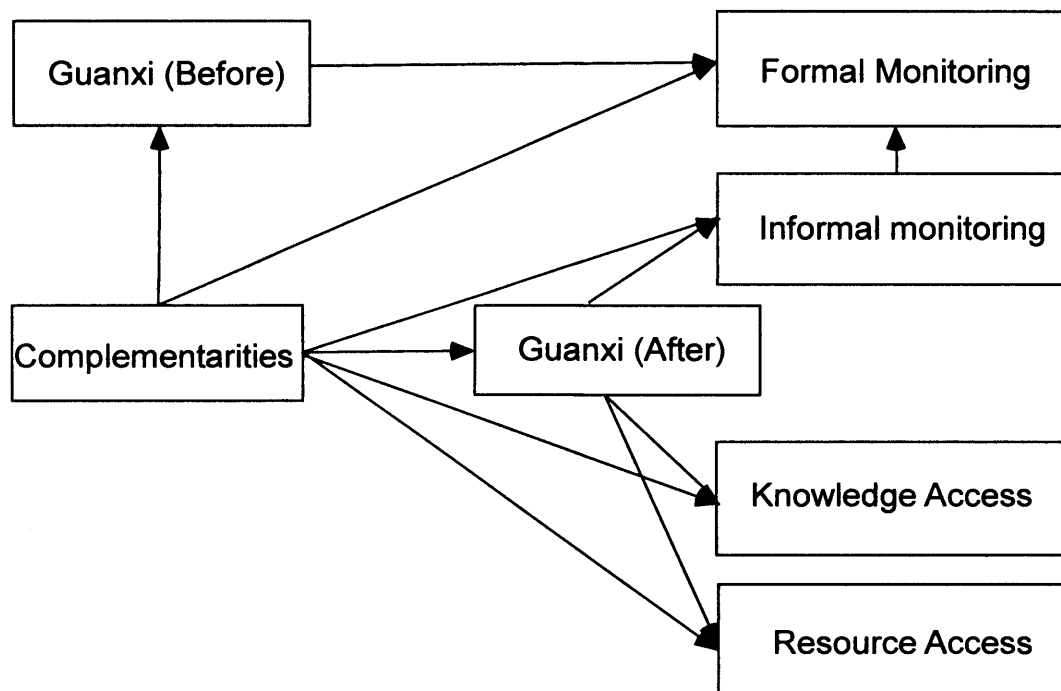 Guanxi (Before)
Formal Monitoring
Informal monitoring
Complementarities
Guanxi (After)
Knowledge Access
Resource Access